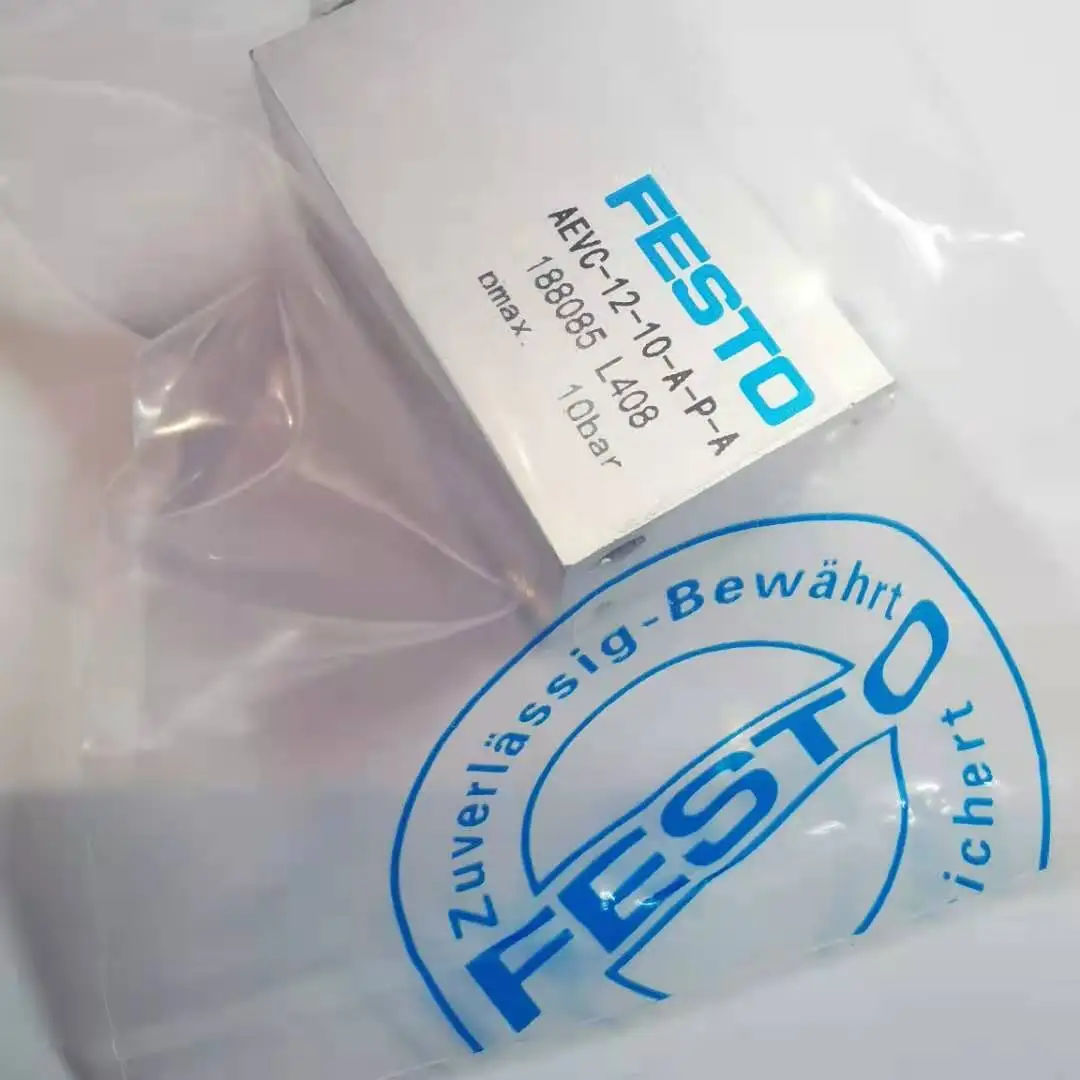 FESTO
AEVC-12-10-A-P-A
188085 L408
pmax. 10bar
Zuverlässig-Bewährt
FESTO
ichert